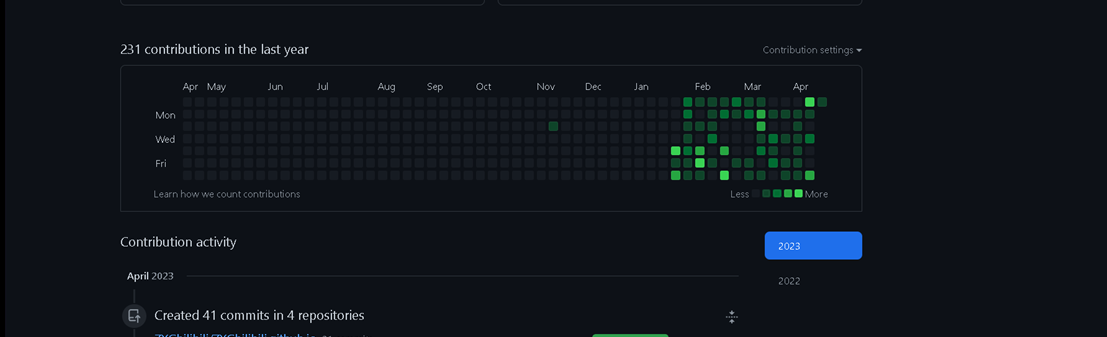 231 contributions in the last year
Contribution settings
Apr May Jun Jul Aug Sep Oct Nov Dec Jan Feb Mar Apr
Mon
Wed
Fri
Learn how we count contributions
Less More
Contribution activity
2023
April 2023
2022
Created 41 commits in 4 repositories